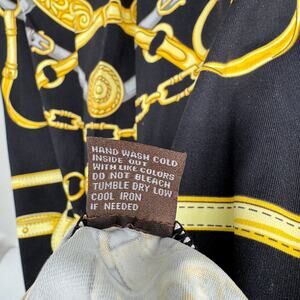 HAND WASH COLD
INSIDE OUT
WITH LIKE COLORS
DO NOT BLEACH
TUMBLE DRY LOW
COOL IRON
IF NEEDED